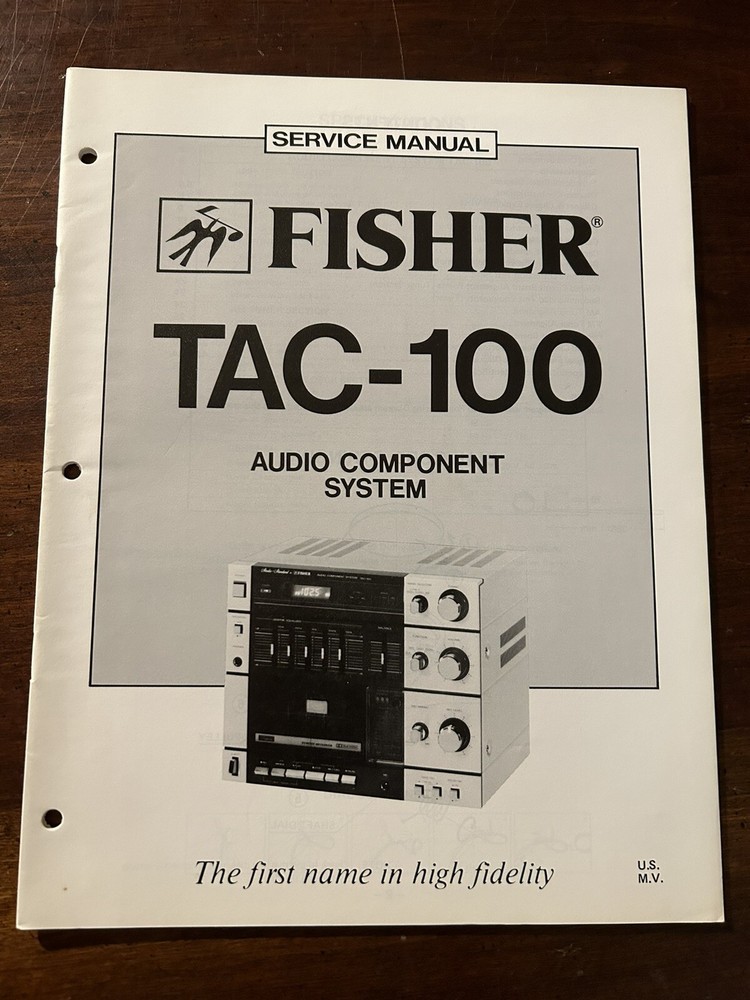 SERVICE MANUAL
FISHER®
TAC-100
AUDIO COMPONENT
SYSTEM
The first name in high fidelity
U.S.
M.V.